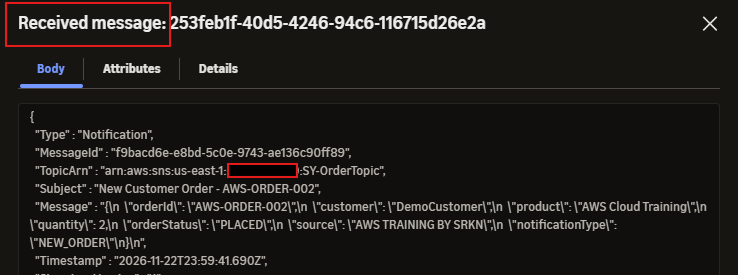 Received message: 253feb1f-40d5-4246-94c6-116715d26e2a
Body Attributes Details
{
"Type" : "Notification",
"MessageId" : "f9bacd6e-e8bd-5c0e-9743-ae136c90ff89",
"TopicArn" : "arn:aws:sns:us-east-1: :SY-OrderTopic",
"Subject" : "New Customer Order - AWS-ORDER-002",
"Message" : "{\n \"orderId\": \"AWS-ORDER-002\",\n \"customer\": \"DemoCustomer\",\n \"product\": \"AWS Cloud Training\",\n
\"quantity\": 2,\n \"orderStatus\": \"PLACED\",\n \"source\": \"AWS TRAINING BY SRKN\",\n \"notificationType\":
\"NEW_ORDER\"\n}\n",
"Timestamp" : "2026-11-22T23:59:41.690Z",